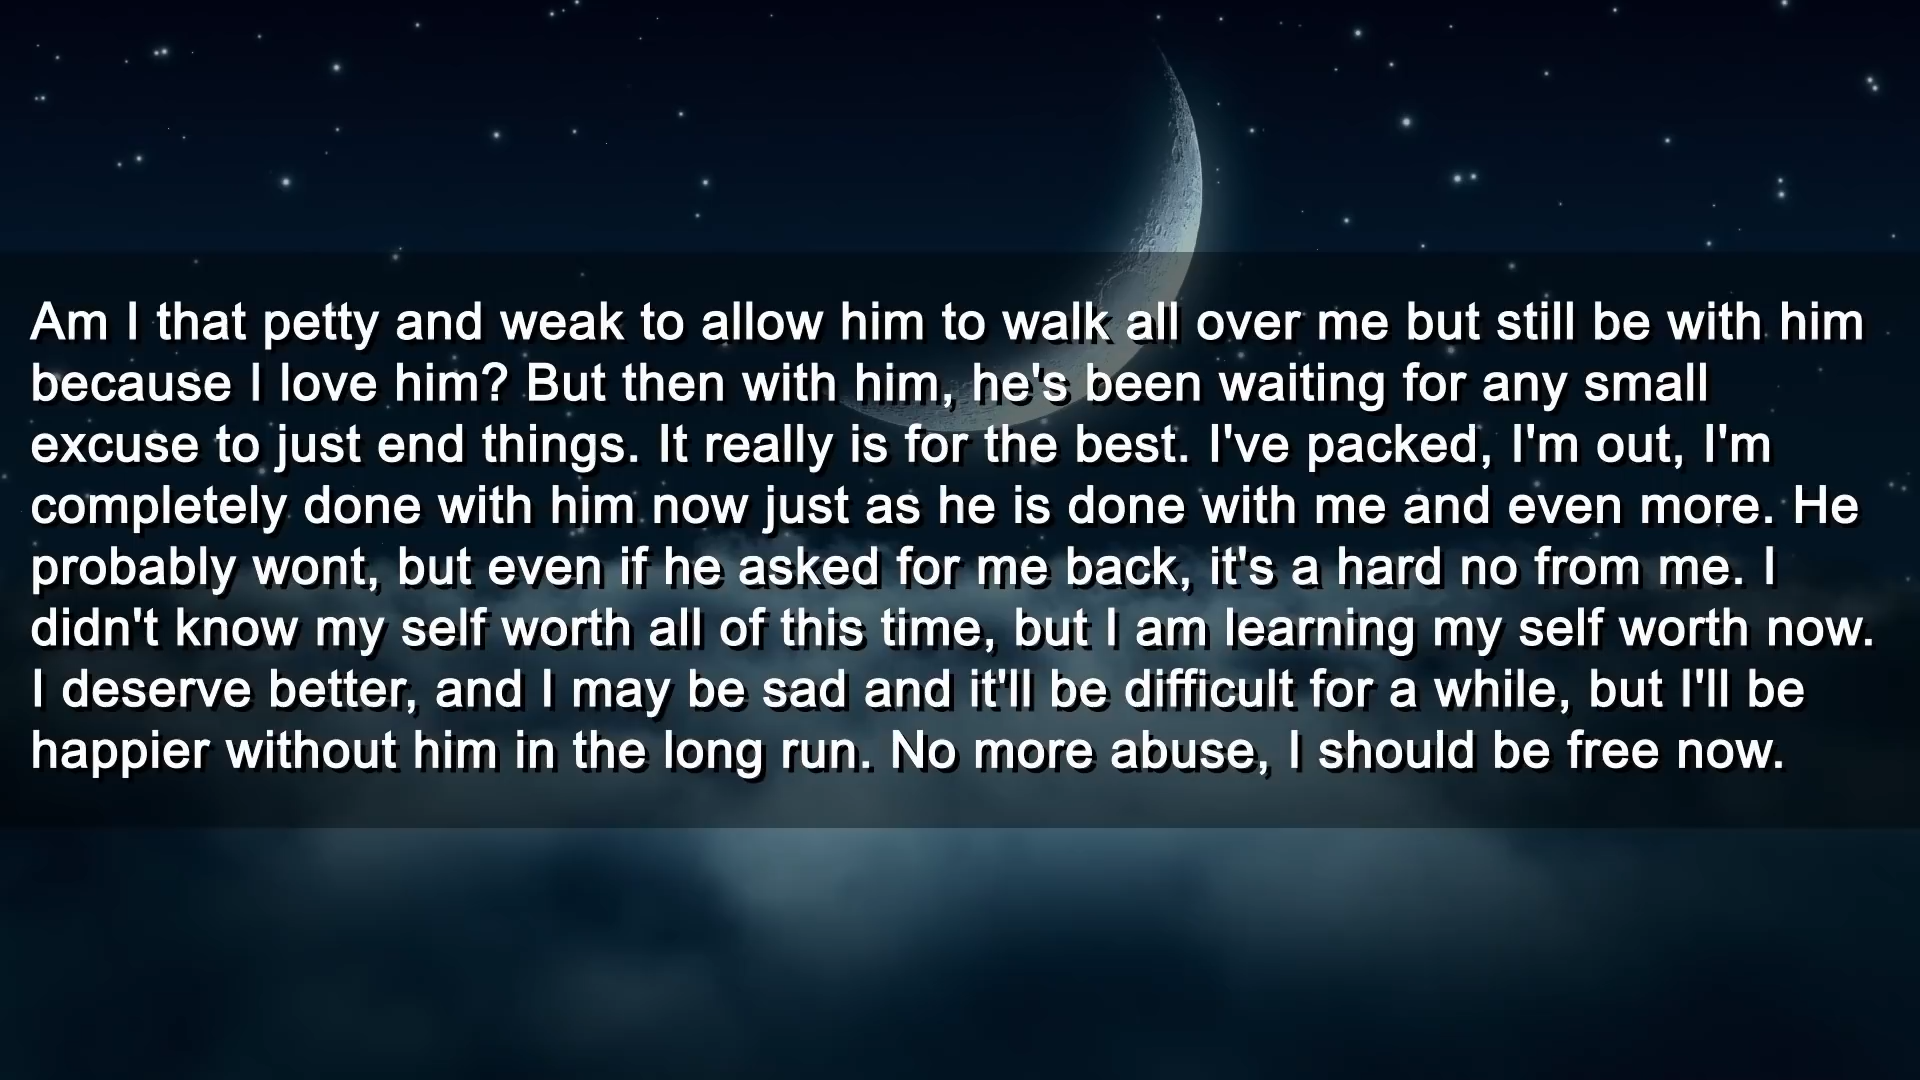 Am I that petty and weak to allow him to walk all over me but still be with him
because I love him? But then with him, he's been waiting for any small
excuse to just end things. It really is for the best. I've packed, I'm out, I'm
completely done with him now just as he is done with me and even more. He
probably wont, but even if he asked for me back, it's a hard no from me. I
didn't know my self worth all of this time, but I am learning my self worth now.
I deserve better, and I may be sad and it'll be difficult for a while, but I'll be
happier without him in the long run. No more abuse, I should be free now.